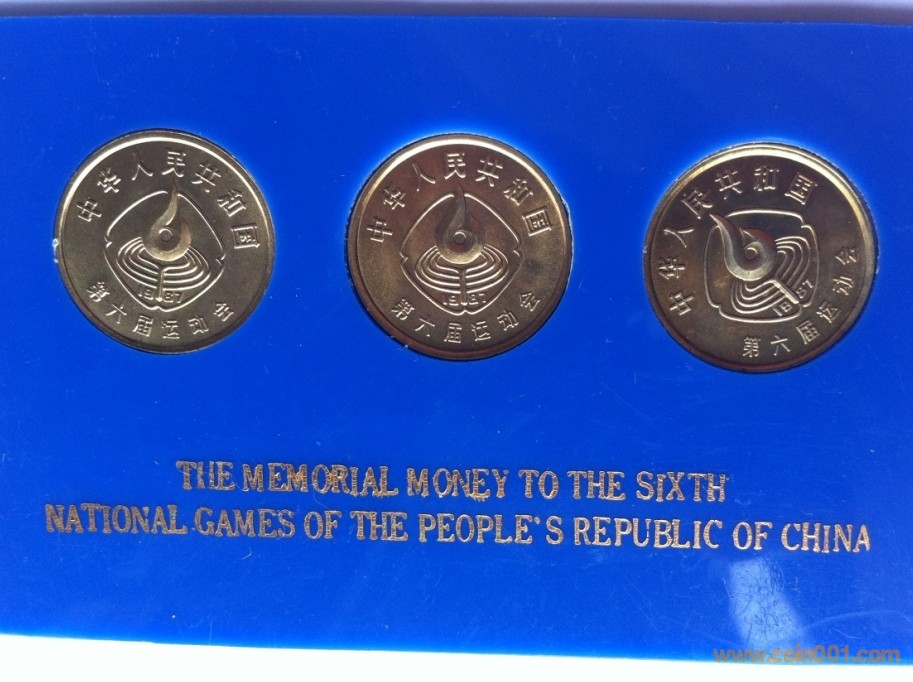 中华人民共和国
1987
第六届运动会
中华人民共和国
1987
第六届运动会
中华人民共和国
1987
第六届运动会
THE MEMORIAL MONEY TO THE SIXTH
NATIONAL GAMES OF THE PEOPLE'S REPUBLIC OF CHINA
www.coin001.com